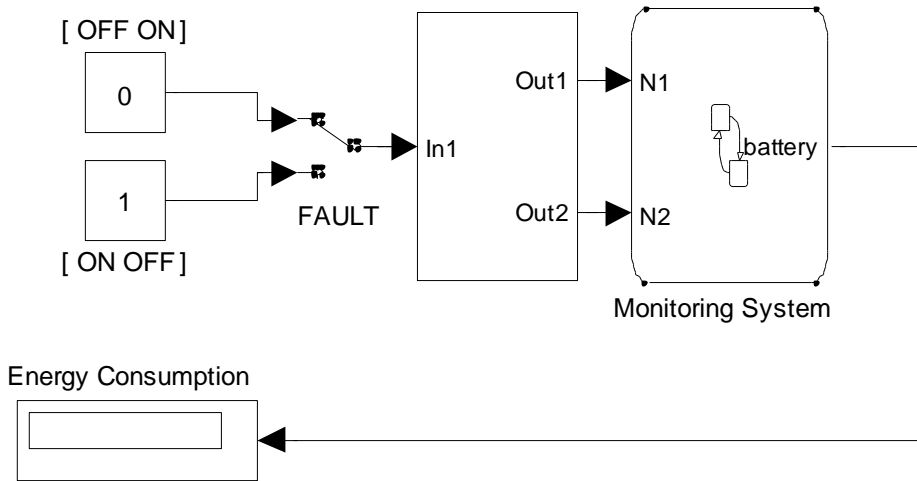 [ OFF ON ]
0
1
[ ON OFF ]
FAULT
In1
Out1
Out2
N1
N2
battery
Monitoring System
Energy Consumption